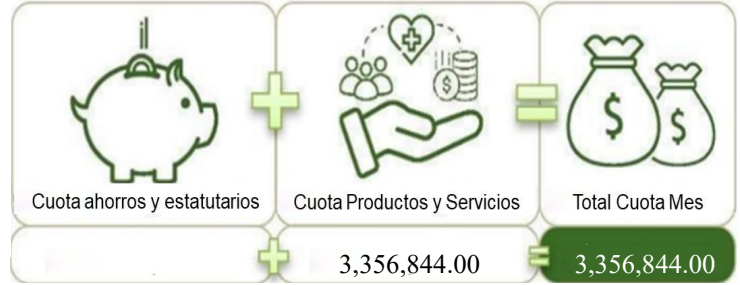 $
$ $
Cuota ahorros y estatutarios Cuota Productos y Servicios Total Cuota Mes
3,356,844.00 3,356,844.00